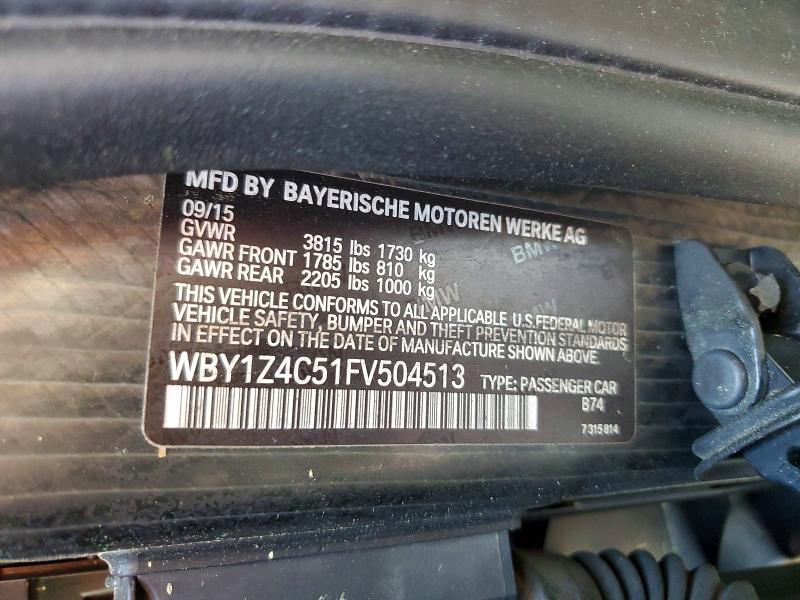 MFD BY BAYERISCHE MOTOREN WERKE AG
09/15
GVWR 3815 lbs 1730 kg
GAWR FRONT 1785 lbs 810 kg
GAWR REAR 2205 lbs 1000 kg
THIS VEHICLE CONFORMS TO ALL APPLICABLE U.S.FEDERAL MOTOR
VEHICLE SAFETY, BUMPER AND THEFT PREVENTION STANDARDS
IN EFFECT ON THE DATE OF MANUFACTURE SHOWN ABOVE.
WBY1Z4C51FV504513 TYPE: PASSENGER CAR
B74
7315814
BMW